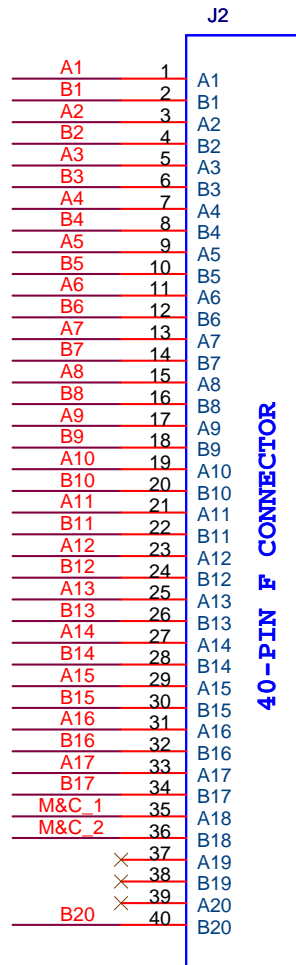 J2
A1 1 A1
B1 2 B1
A2 3 A2
B2 4 B2
A3 5 A3
B3 6 B3
A4 7 A4
B4 8 B4
A5 9 A5
B5 10 B5
A6 11 A6
B6 12 B6
A7 13 A7
B7 14 B7
A8 15 A8
B8 16 B8
A9 17 A9
B9 18 B9
A10 19 A10
B10 20 B10
A11 21 A11
B11 22 B11
A12 23 A12
B12 24 B12
A13 25 A13
B13 26 B13
A14 27 A14
B14 28 B14
A15 29 A15
B15 30 B15
A16 31 A16
B16 32 B16
A17 33 A17
B17 34 B17
M&C_1 35 A18
M&C_2 36 B18
37 A19
38 B19
39 A20
B20 40 B20
40-PIN F CONNECTOR